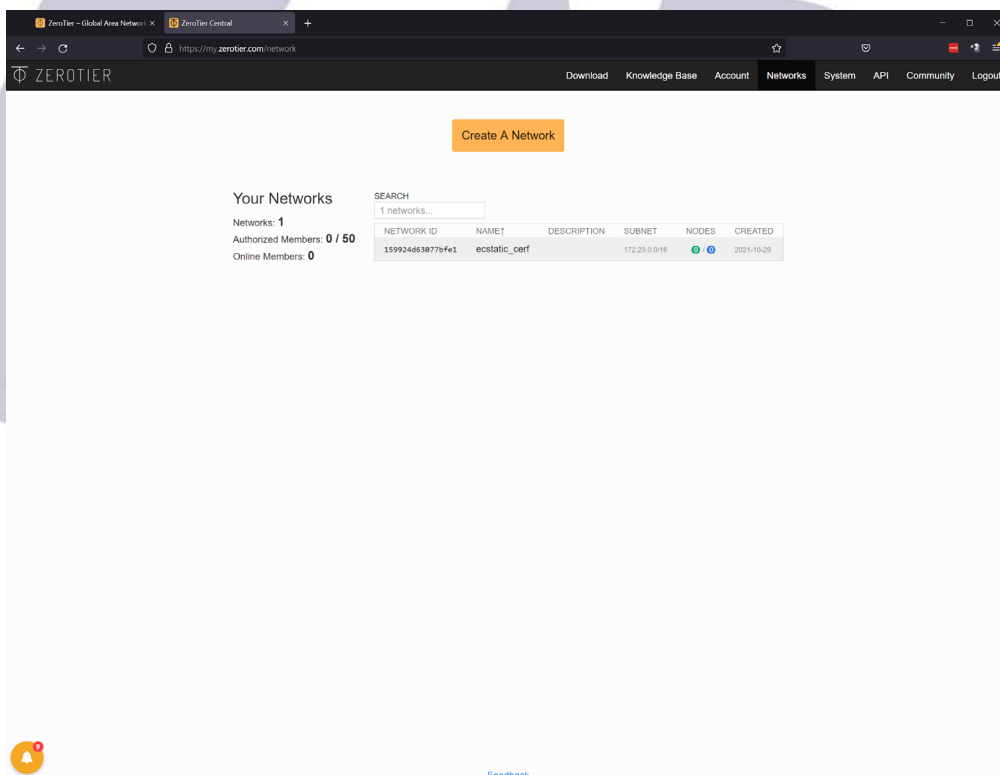 ZeroTier – Global Area Network
ZeroTier Central
https://my.zerotier.com/network
ZEROTIER
Download Knowledge Base Account Networks System API Community Logout
Create A Network
Your Networks
Networks: 1
Authorized Members: 0 / 50
Online Members: 0
SEARCH
1 networks...
NETWORK ID NAME↑ DESCRIPTION SUBNET NODES CREATED
159924d63077bfe1 ecstatic_cerf 172.23.0.0/16 0 / 0 2021-10-29
9
Feedback